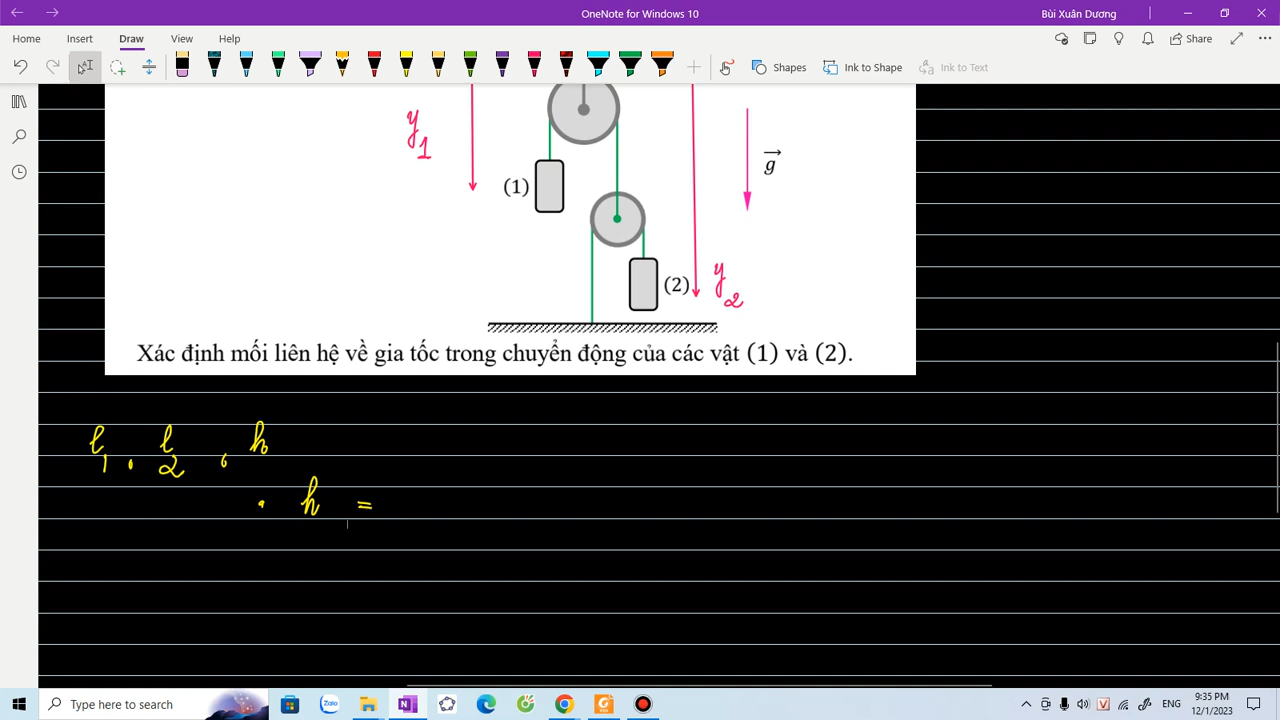 OneNote for Windows 10
Bùi Xuân Dương
Home Insert Draw View Help
Share
Shapes Ink to Shape Ink to Text
y1
(1)
g⃗
(2)
y2
Xác định mối liên hệ về gia tốc trong chuyển động của các vật (1) và (2).
l1 . l2 , h
. h =
Type here to search
Zalo
V
ENG
9:35 PM
12/1/2023